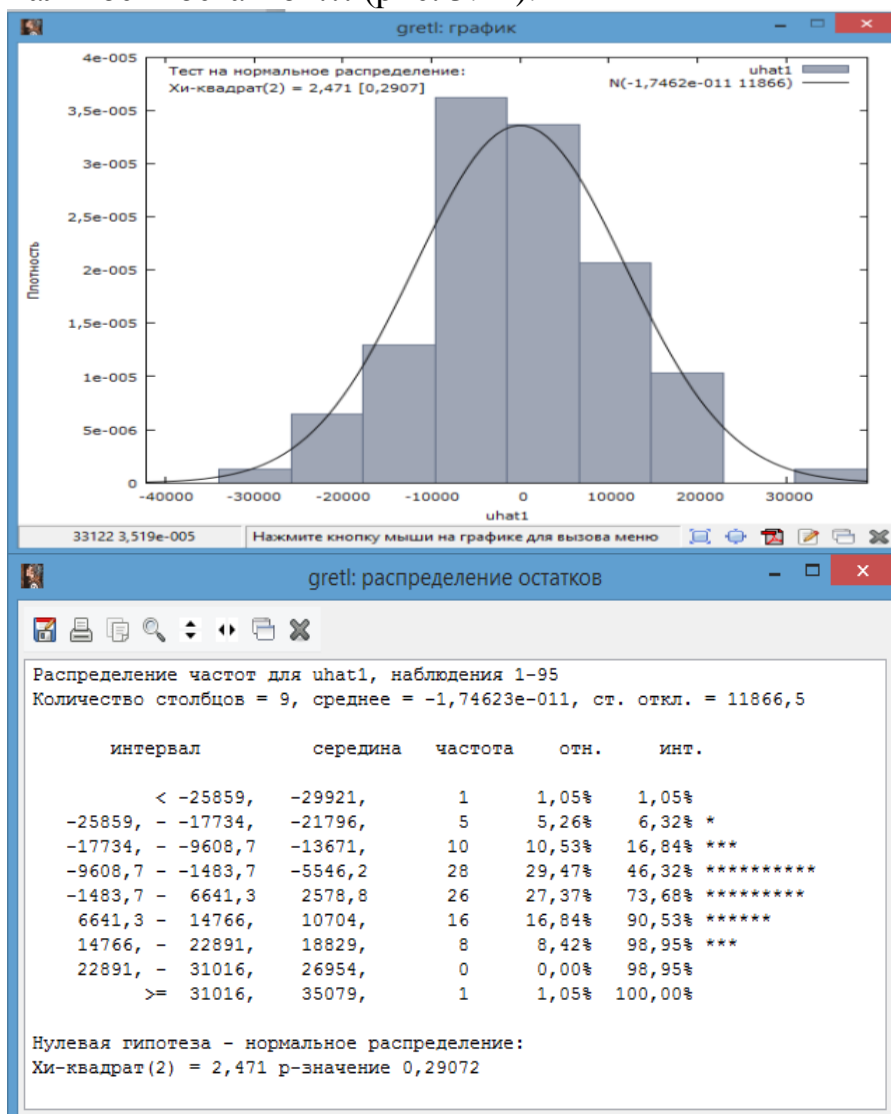 (рис.
gretl: график
Тест на нормальное распределение:
Хи-квадрат(2) = 2,471 [0,2907]
uhat1
N(-1,7462e-011 11866)
4e-005
3,5e-005
3e-005
2,5e-005
2e-005
1,5e-005
1e-005
5e-006
0
Плотность
-40000 -30000 -20000 -10000 0 10000 20000 30000
uhat1
33122 3,519e-005 Нажмите кнопку мыши на графике для вызова меню
gretl: распределение остатков
Распределение частот для uhat1, наблюдения 1-95
Количество столбцов = 9, среднее = -1,74623e-011, ст. откл. = 11866,5
интервал середина частота отн. инт.
< -25859, -29921, 1 1,05% 1,05%
-25859, - -17734, -21796, 5 5,26% 6,32% *
-17734, - -9608,7 -13671, 10 10,53% 16,84% ***
-9608,7 - -1483,7 -5546,2 28 29,47% 46,32% **********
-1483,7 - 6641,3 2578,8 26 27,37% 73,68% *********
6641,3 - 14766, 10704, 16 16,84% 90,53% ******
14766, - 22891, 18829, 8 8,42% 98,95% ***
22891, - 31016, 26954, 0 0,00% 98,95%
>= 31016, 35079, 1 1,05% 100,00%
Нулевая гипотеза - нормальное распределение:
Хи-квадрат(2) = 2,471 р-значение 0,29072